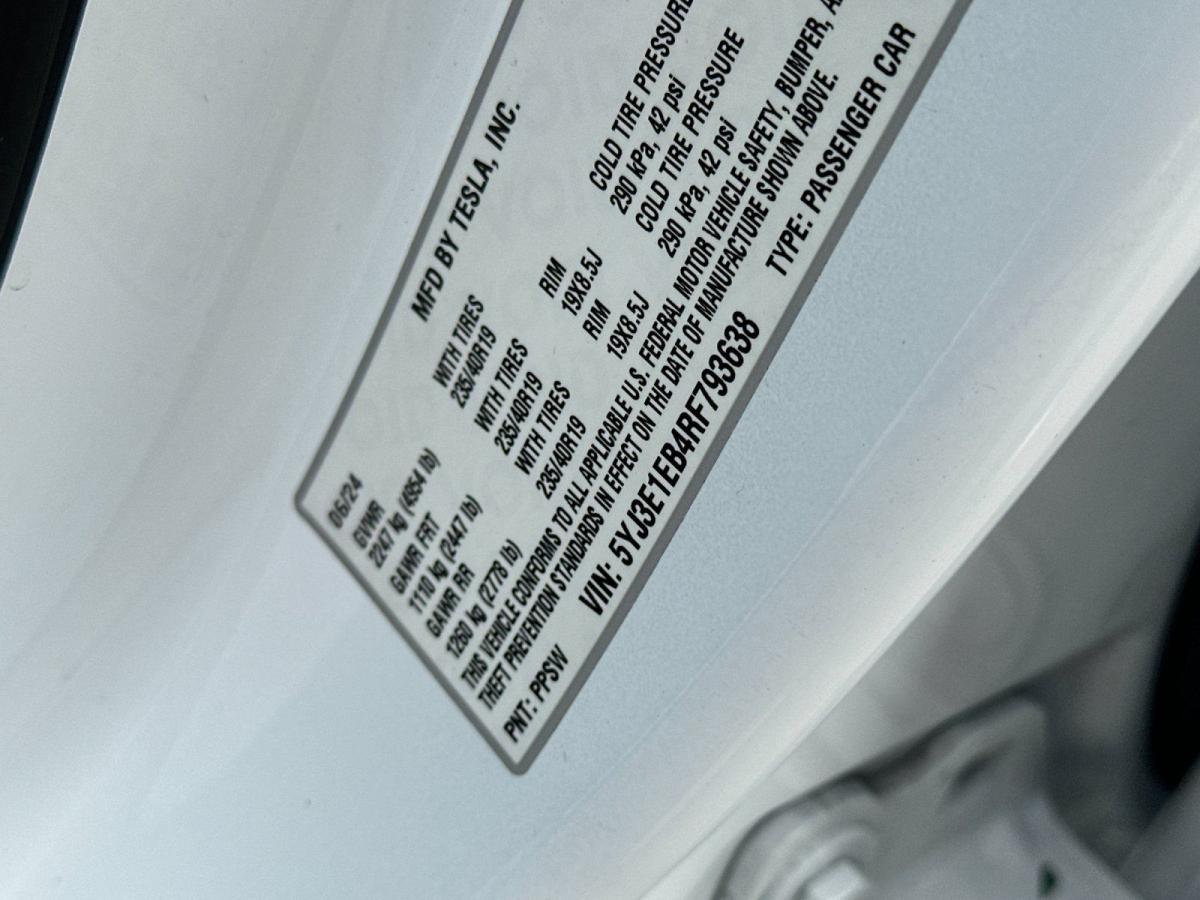 MFD BY TESLA, INC.
06/24
GVWR
2247 kg (4954 lb)
GAWR FRT WITH TIRES RIM COLD TIRE PRESSURE
1110 kg (2447 lb) 235/40R19 19X8.5J 290 kPa, 42 psi
GAWR RR WITH TIRES RIM COLD TIRE PRESSURE
1260 kg (2778 lb) 235/40R19 19X8.5J 290 kPa, 42 psi
WITH TIRES
235/40R19
THIS VEHICLE CONFORMS TO ALL APPLICABLE U.S. FEDERAL MOTOR VEHICLE SAFETY, BUMPER,
THEFT PREVENTION STANDARDS IN EFFECT ON THE DATE OF MANUFACTURE SHOWN ABOVE.
VIN: 5YJ3E1EB4RF793638 TYPE: PASSENGER CAR
PNT: PPSW